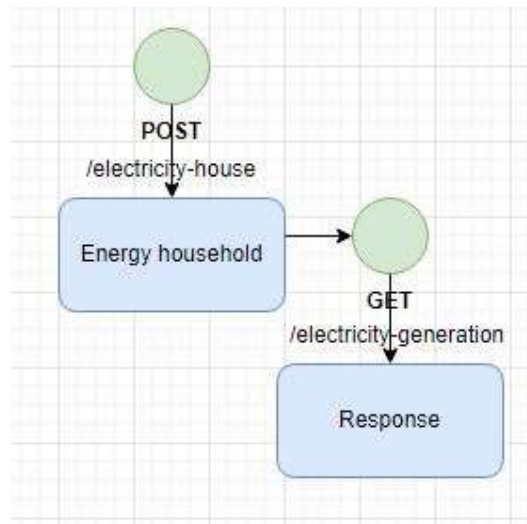 POST
/electricity-house
Energy household
GET
/electricity-generation
Response